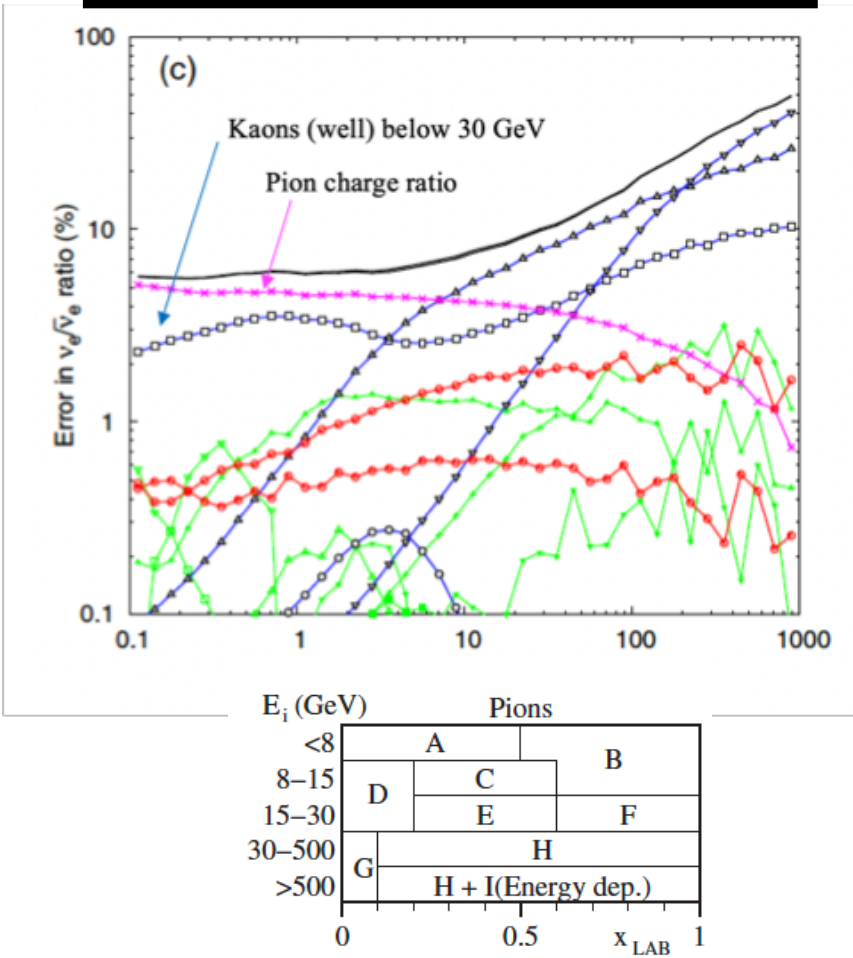 100
(c)
Kaons (well) below 30 GeV
Pion charge ratio
10
Error in νe/ν̄e ratio (%)
1
0.1
0.1 1 10 100 1000
Ei (GeV) Pions
<8 A B
8–15 D C
15–30 E F
30–500 G H
>500 H + I(Energy dep.)
0 0.5 xLAB 1